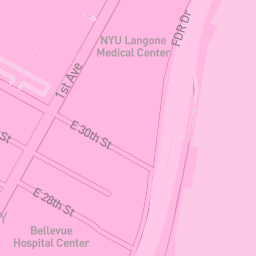 NYU Langone
Medical Center
FDR Dr
1st Ave
E 30th St
St
E 28th St
Bellevue
Hospital Center